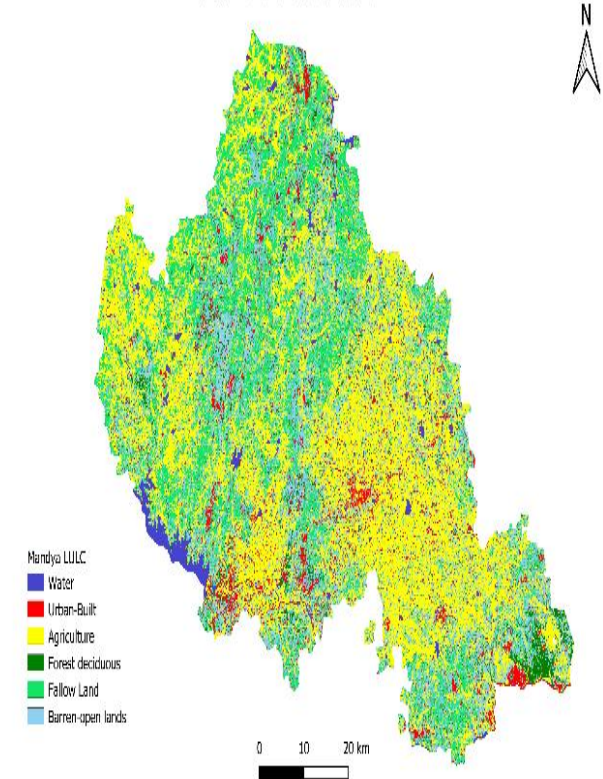 N
Mandya LULC
Water
Urban-Built
Agriculture
Forest deciduous
Fallow Land
Barren-open lands
0 10 20 km